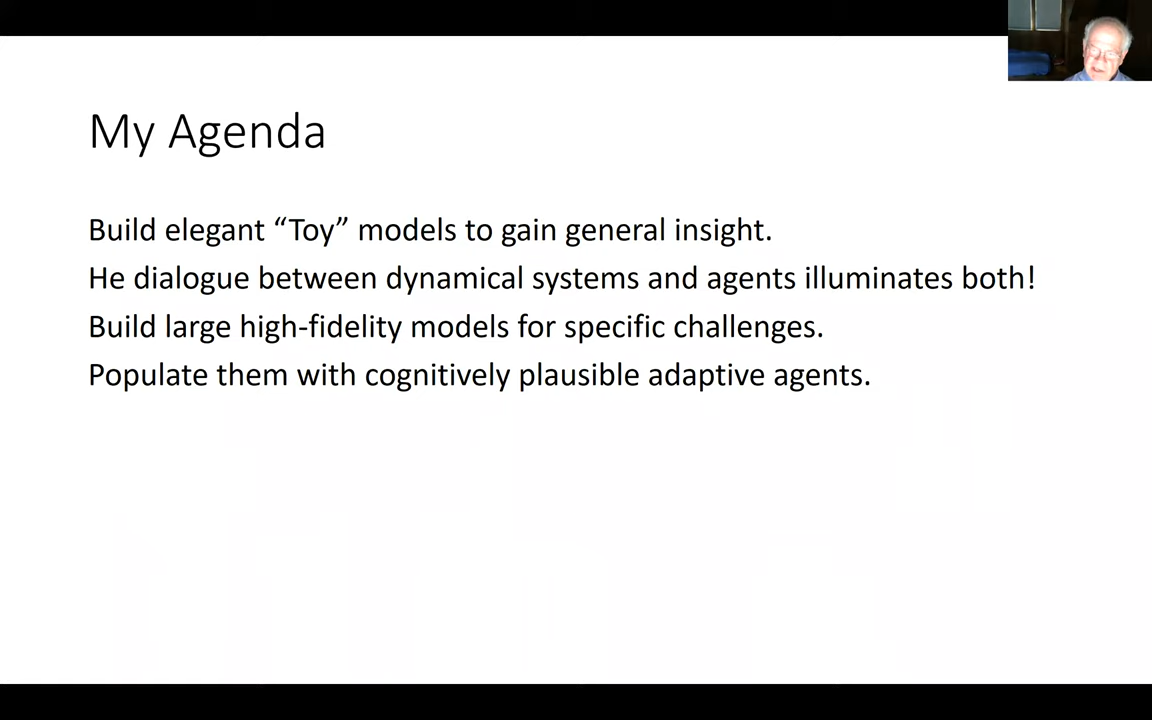 My Agenda
Build elegant “Toy” models to gain general insight.
He dialogue between dynamical systems and agents illuminates both!
Build large high-fidelity models for specific challenges.
Populate them with cognitively plausible adaptive agents.